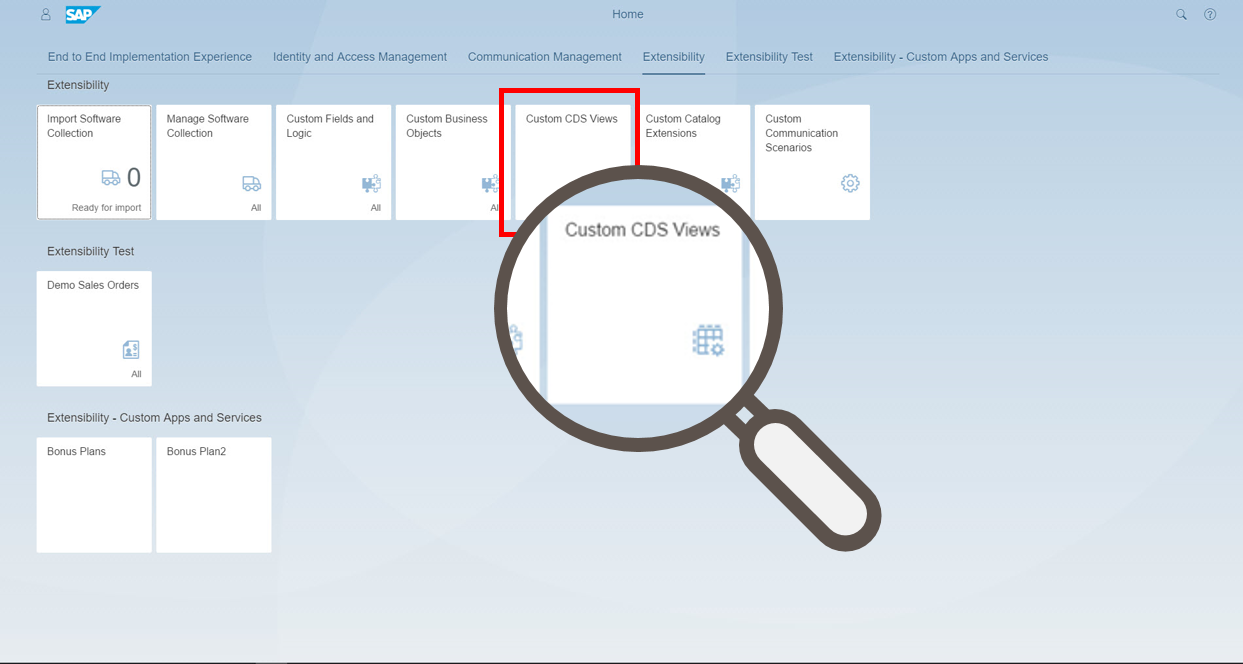 SAP
Home
End to End Implementation Experience
Identity and Access Management
Communication Management
Extensibility
Extensibility Test
Extensibility - Custom Apps and Services
Extensibility
Import Software
Collection
0
Ready for import
Manage Software
Collection
All
Custom Fields and
Logic
All
Custom Business
Objects
All
Custom CDS Views
Custom Catalog
Extensions
Custom
Communication
Scenarios
Custom CDS Views
Extensibility Test
Demo Sales Orders
All
Extensibility - Custom Apps and Services
Bonus Plans
Bonus Plan2